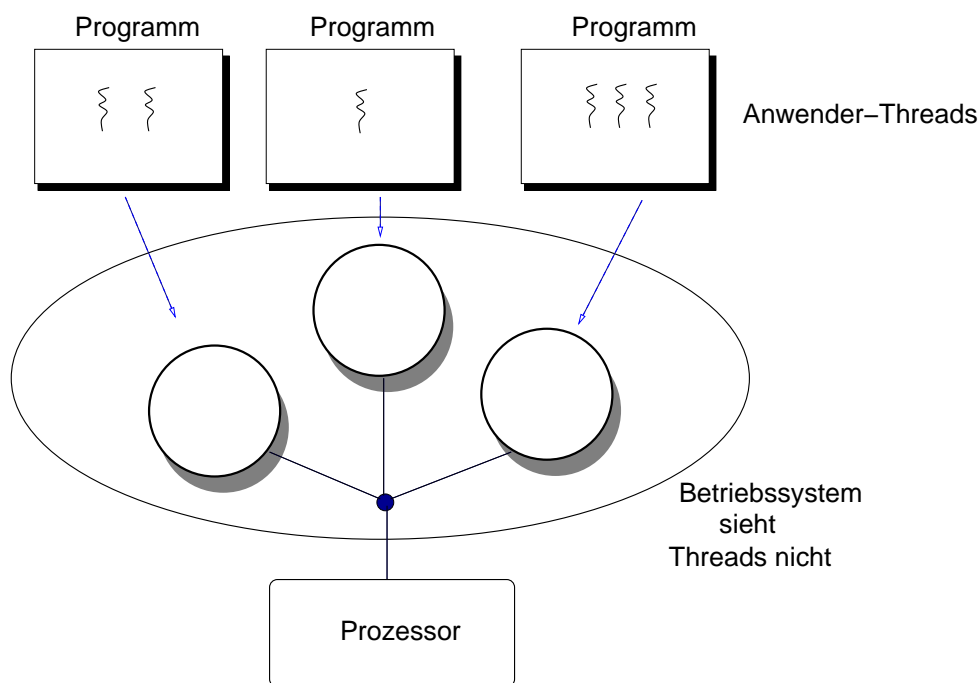 Programm
Programm
Programm
Anwender−Threads
Betriebssystem
sieht
Threads nicht
Prozessor